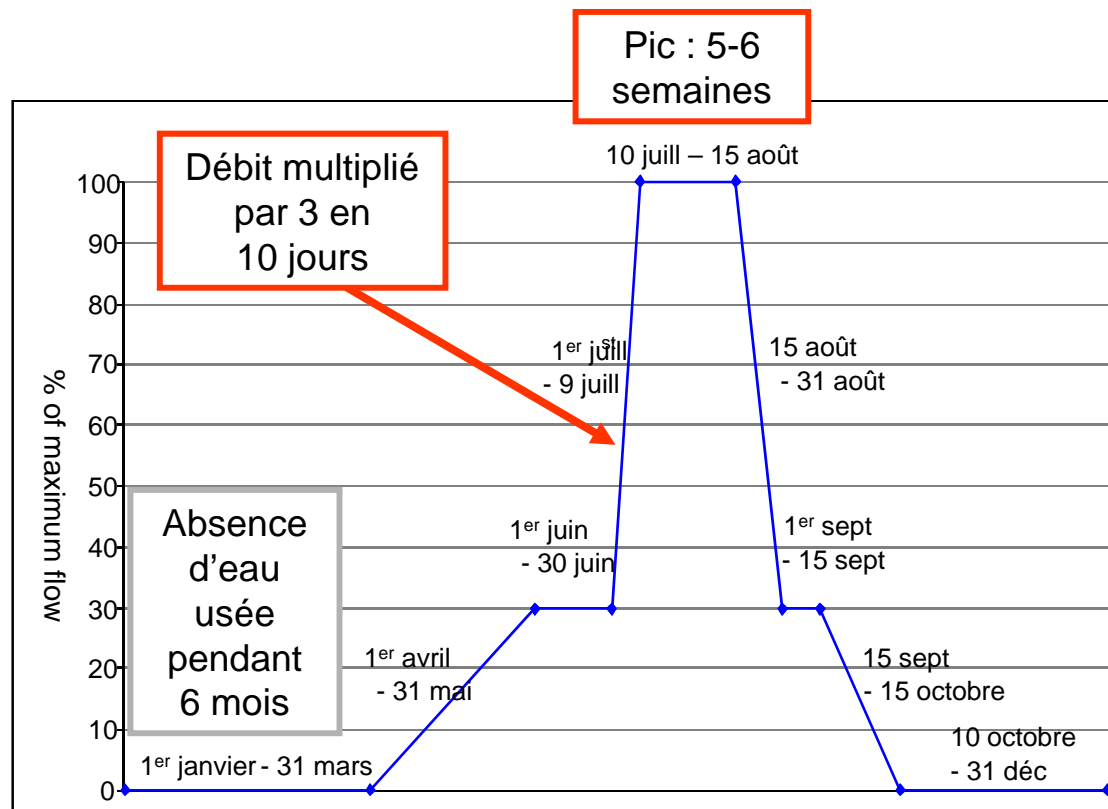 Pic : 5-6
semaines
10 juill – 15 août
Débit multiplié
par 3 en
10 jours
100
90
80
70
60
50
40
30
20
10
0
% of maximum flow
1er juill
st
- 9 juill
15 août
- 31 août
Absence
d’eau
usée
pendant
6 mois
1er juin
- 30 juin
1er sept
- 15 sept
1er avril
- 31 mai
15 sept
- 15 octobre
1er janvier - 31 mars
10 octobre
- 31 déc